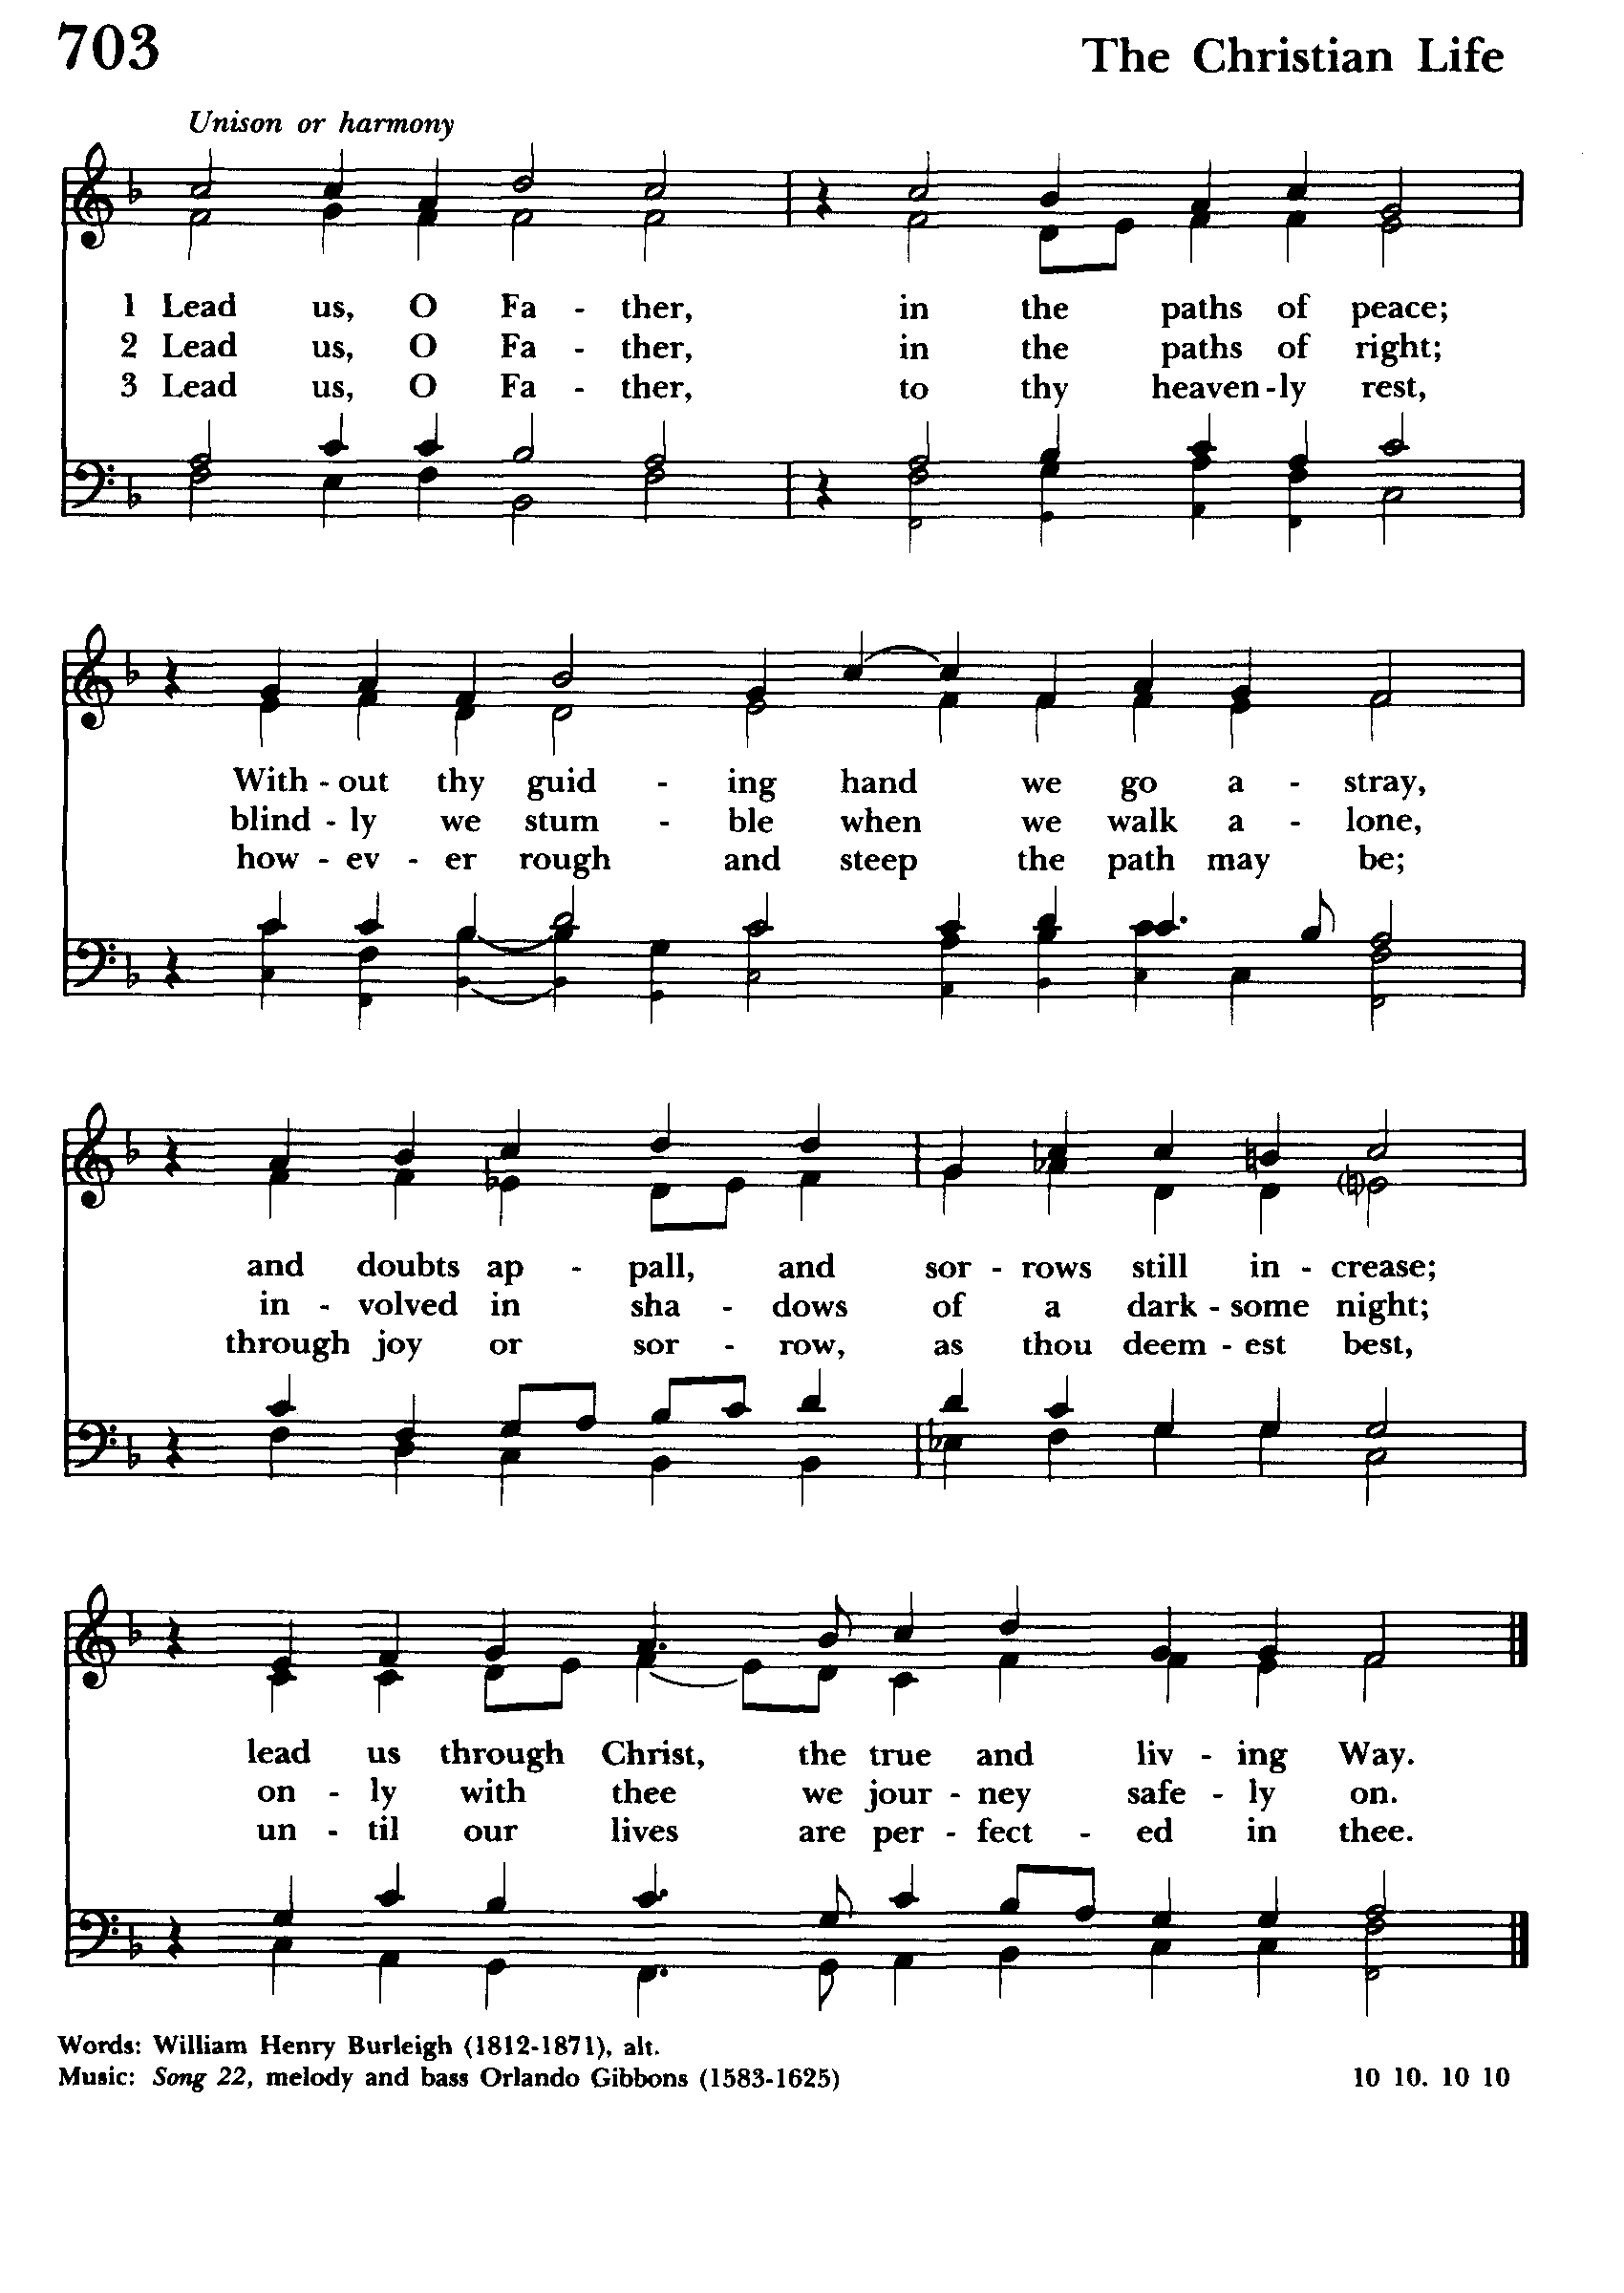 703
The Christian Life
Unison or harmony
1 Lead us, O Fa - ther, in the paths of peace;
2 Lead us, O Fa - ther, in the paths of right;
3 Lead us, O Fa - ther, to thy heaven - ly rest,
With - out thy guid - ing hand we go a - stray,
blind - ly we stum - ble when we walk a - lone,
how - ev - er rough and steep the path may be;
and doubts ap - pall, and sor - rows still in - crease;
in - volved in sha - dows of a dark - some night;
through joy or sor - row, as thou deem - est best,
lead us through Christ, the true and liv - ing Way.
on - ly with thee we jour - ney safe - ly on.
un - til our lives are per - fect - ed in thee.
Words: William Henry Burleigh (1812-1871), alt.
Music: Song 22, melody and bass Orlando Gibbons (1583-1625)
10 10. 10 10